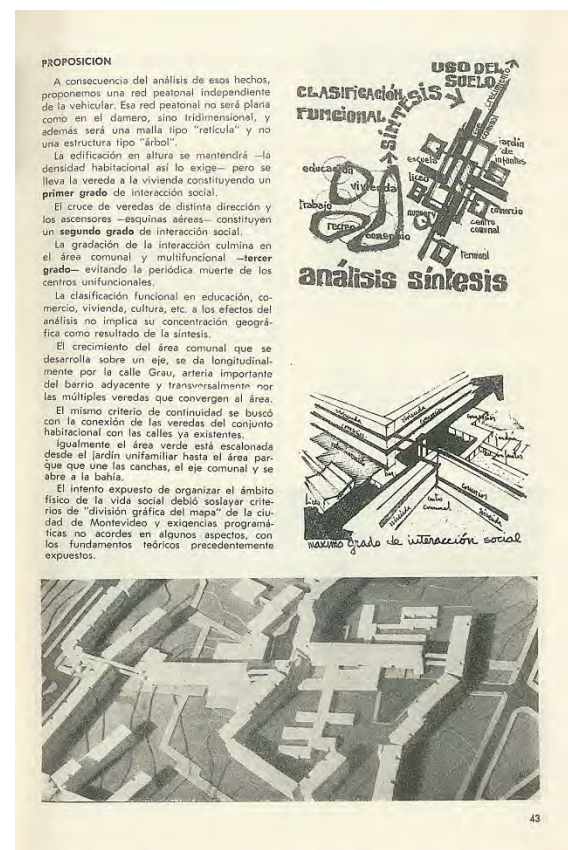 PROPOSICION
A consecuencia del análisis de esos hechos,
proponemos una red peatonal independiente
de la vehicular. Esa red peatonal no será plana
como en el damero, sino tridimensional, y
además será una malla tipo "retícula" y no
una estructura tipo "árbol".
La edificación en altura se mantendrá —la
densidad habitacional así lo exige— pero se
lleva la vereda a la vivienda constituyendo un
primer grado de interacción social.
El cruce de veredas de distinta dirección y
los ascensores —esquinas aéreas— constituyen
un segundo grado de interacción social.
La gradación de la interacción culmina en
el área comunal y multifuncional —tercer
grado— evitando la periódica muerte de los
centros unifuncionales.
La clasificación funcional en educación, co-
mercio, vivienda, cultura, etc. a los efectos del
análisis no implica su concentración geográ-
fica como resultado de la síntesis.
El crecimiento del área comunal que se
desarrolla sobre un eje, se da longitudinal-
mente por la calle Grau, arteria importante
del barrio adyacente y transversalmente por
las múltiples veredas que convergen al área.
El mismo criterio de continuidad se buscó
con la conexión de las veredas del conjunto
habitacional con las calles ya existentes.
Igualmente el área verde está escalonada
desde el jardín unifamiliar hasta el área par-
que que une las canchas, el eje comunal y se
abre a la bahía.
El intento expuesto de organizar el ámbito
físico de la vida social debió soslayar crite-
rios de "división gráfica del mapa" de la ciu-
dad de Montevideo y exigencias programá-
ticas no acordes en algunos aspectos, con
los fundamentos teóricos precedentemente
expuestos.
USO DEL
SUELO
CLASIFICACIÓN
FUNCIONAL
SÍNTESIS
crecimiento
eje comunal
jardín
de
infantes
escuela
liceo
educación
vivienda
trabajo
recreo
comercio
nursery
comercio
centro
comunal
terminal
análisis síntesis
vivienda
vivienda
comercios
liceo
comercios
vivienda
centro
comunal
vivienda
maximo grado de interacción social
43